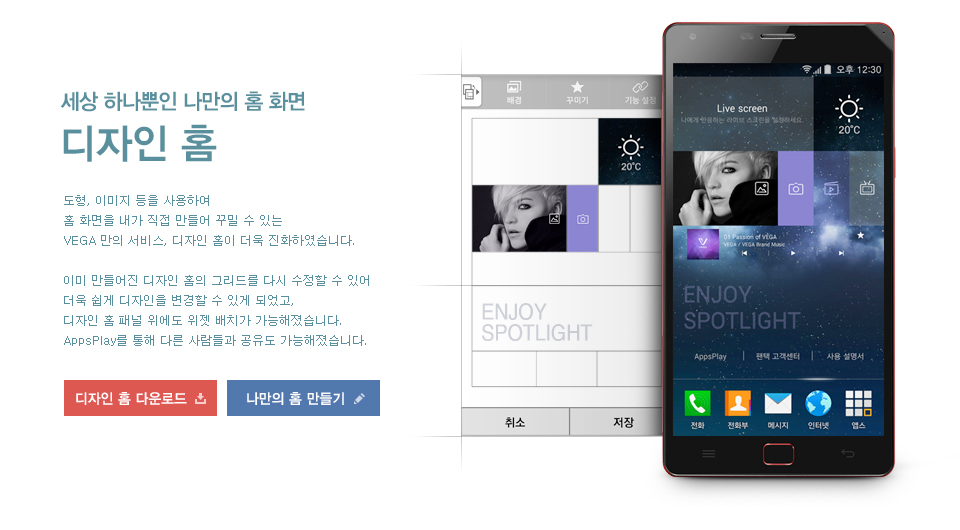 세상 하나뿐인 나만의 홈 화면
디자인 홈
도형, 이미지 등을 사용하여
홈 화면을 내가 직접 만들어 꾸밀 수 있는
VEGA 만의 서비스, 디자인 홈이 더욱 진화하였습니다.
이미 만들어진 디자인 홈의 그리드를 다시 수정할 수 있어
더욱 쉽게 디자인을 변경할 수 있게 되었고,
디자인 홈 패널 위에도 위젯 배치가 가능해졌습니다.
AppsPlay를 통해 다른 사람들과 공유도 가능해졌습니다.
디자인 홈 다운로드
나만의 홈 만들기
배경
꾸미기
기능 설정
20°C
ENJOY
SPOTLIGHT
취소
저장
오후 12:30
Live screen
나에게 반응하는 라이브 스크린을 설정하세요.
20°C
01 Passion of VEGA
VEGA / VEGA Brand Music
ENJOY
SPOTLIGHT
AppsPlay
팬택 고객센터
사용 설명서
전화
전화부
메시지
인터넷
앱스